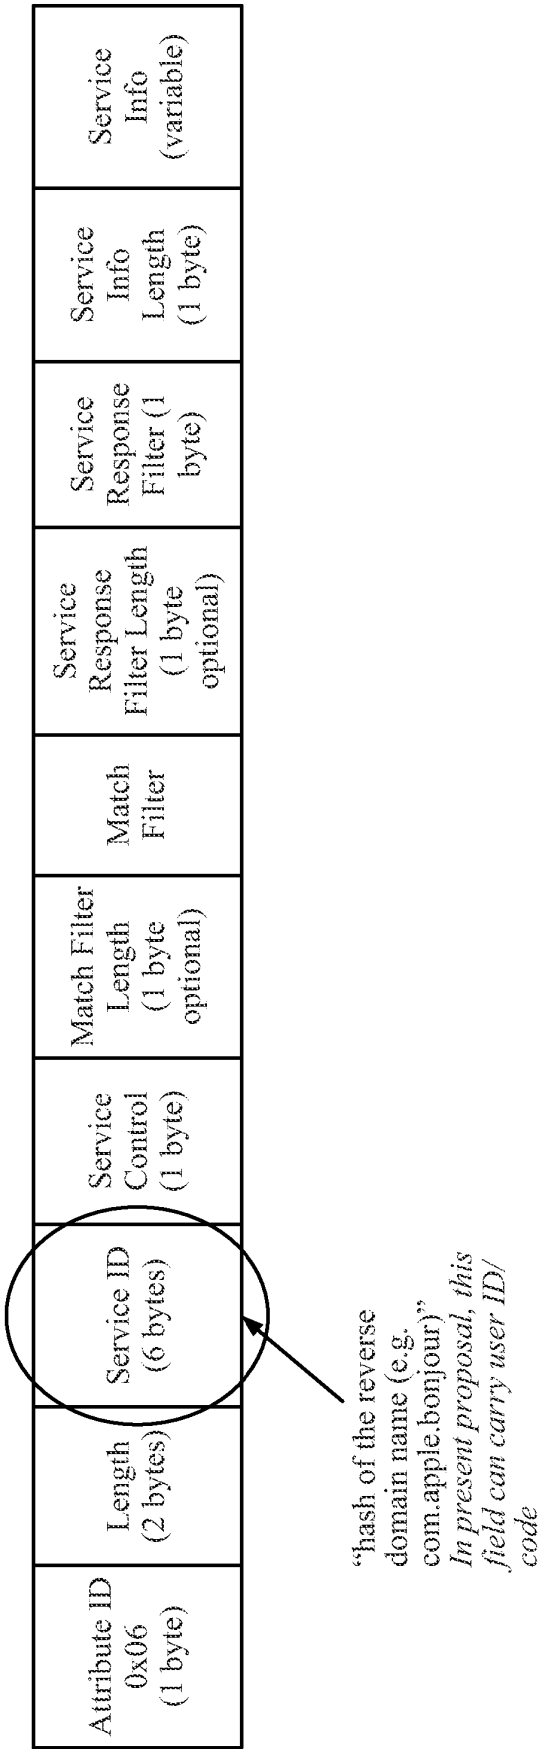 Attribute ID
0x06
(1 byte)
Length
(2 bytes)
Service ID
(6 bytes)
Service
Control
(1 byte)
Match Filter
Length
(1 byte
optional)
Match
Filter
Service
Response
Filter Length
(1 byte
optional)
Service
Response
Filter (1
byte)
Service
Info
Length
(1 byte)
Service
Info
(variable)
“hash of the reverse
domain name (e.g.
com.apple.bonjour)”
In present proposal, this
field can carry user ID/
code